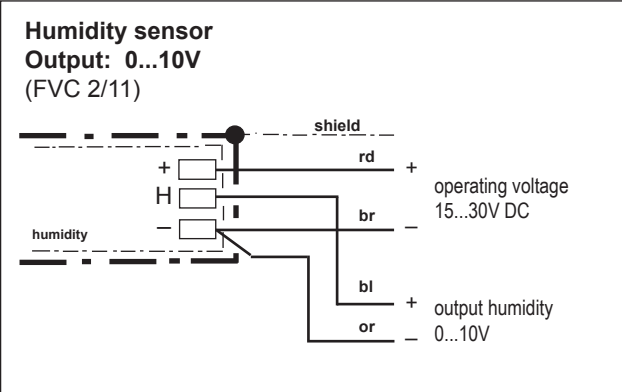 Humidity sensor
Output: 0...10V
(FVC 2/11)
shield
+ rd +
operating voltage
15...30V DC
H
– br –
humidity
bl +
output humidity
0...10V
or –